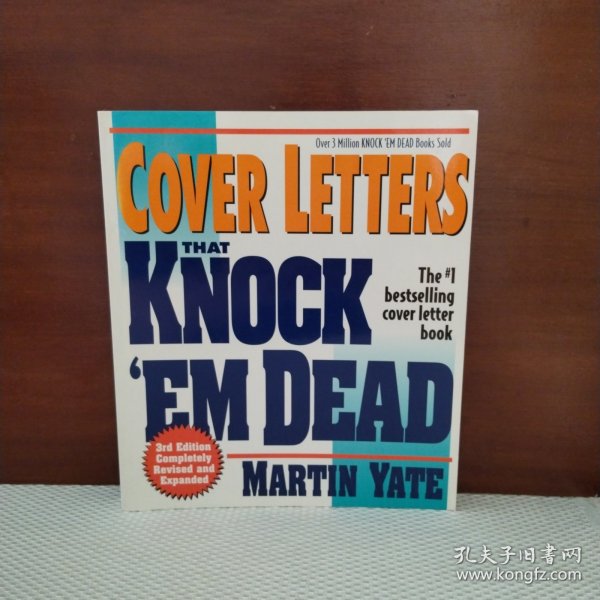 Over 3 Million KNOCK 'EM DEAD Books Sold
COVER LETTERS
THAT
KNOCK
'EM DEAD
The #1
bestselling
cover letter
book
3rd Edition
Completely
Revised and
Expanded
MARTIN YATE
孔夫子旧书网
www.kongfz.com